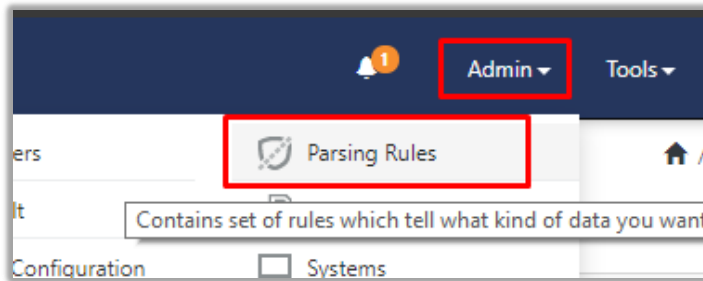 1
Admin Tools
ers Parsing Rules
lt
Contains set of rules which tell what kind of data you want
Configuration Systems